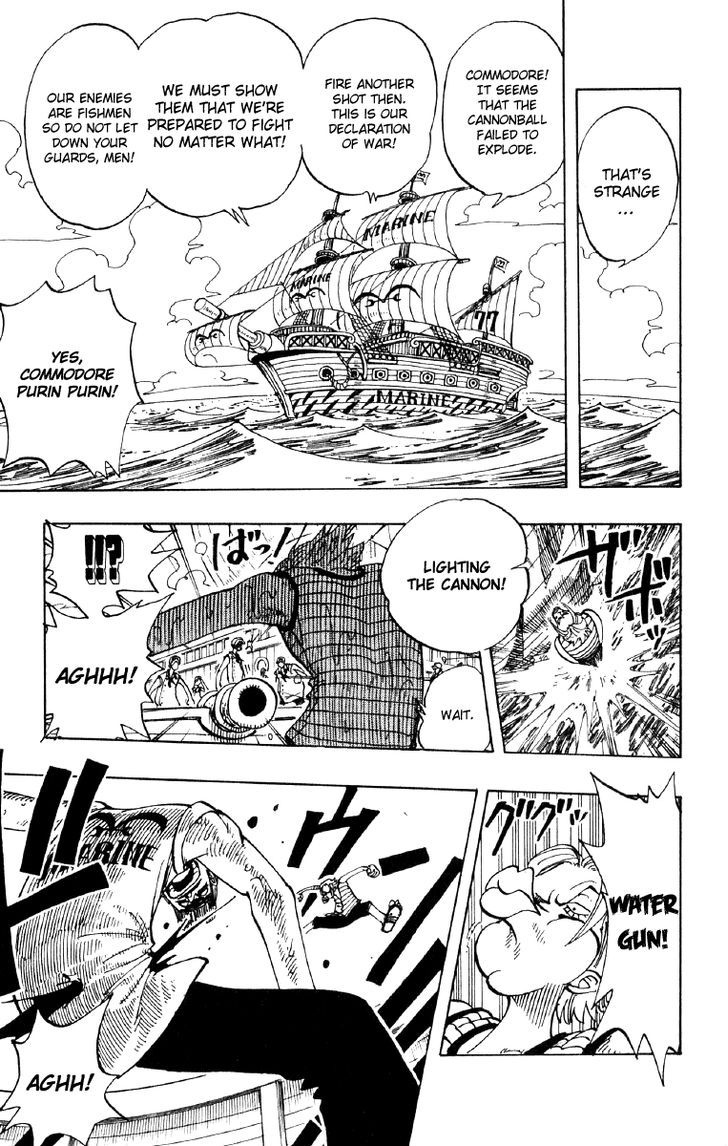 THAT'S
STRANGE
...
COMMODORE!
IT SEEMS
THAT THE
CANNONBALL
FAILED TO
EXPLODE.
FIRE ANOTHER
SHOT THEN.
THIS IS OUR
DECLARATION
OF WAR!
WE MUST SHOW
THEM THAT WE'RE
PREPARED TO FIGHT
NO MATTER WHAT!
OUR ENEMIES
ARE FISHMEN
SO DO NOT LET
DOWN YOUR
GUARDS, MEN!
MARINE
MARINE
77
MARINE
YES,
COMMODORE
PURIN PURIN!
ザバッ
LIGHTING
THE CANNON!
WAIT.
ばっ!
!!?
AGHHH!
グググッ
WATER
GUN!
ウ
MARINE
AGHH!